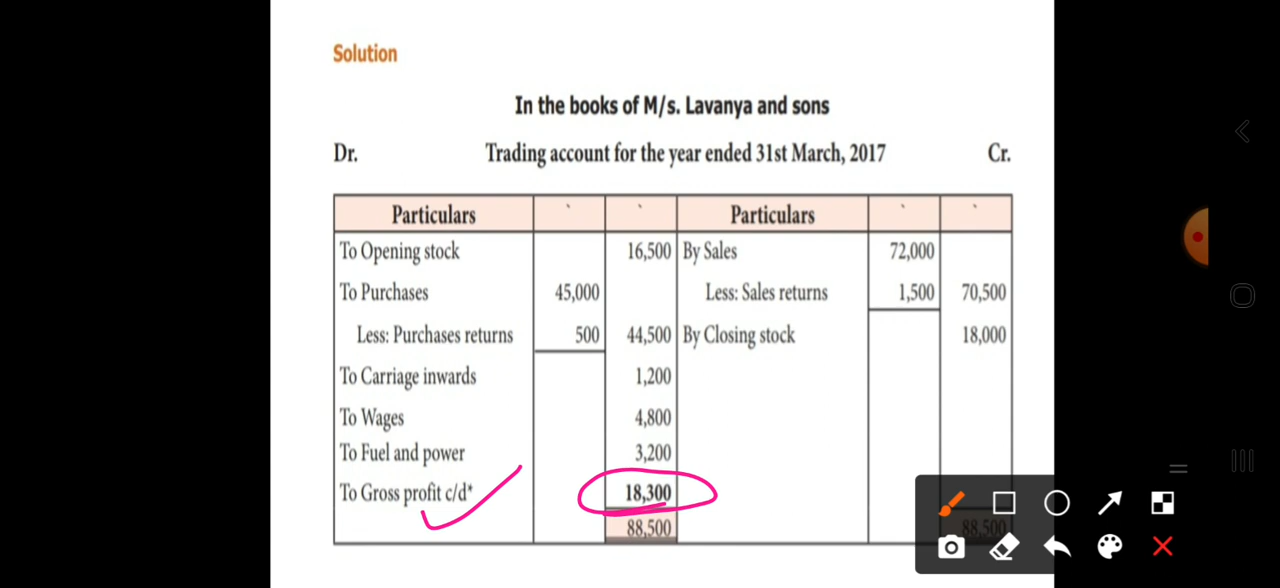 Solution
In the books of M/s. Lavanya and sons
Dr. Trading account for the year ended 31st March, 2017 Cr.
Particulars ` ` Particulars ` `
To Opening stock 16,500 By Sales 72,000
To Purchases 45,000 Less: Sales returns 1,500 70,500
Less: Purchases returns 500 44,500 By Closing stock 18,000
To Carriage inwards 1,200
To Wages 4,800
To Fuel and power 3,200
To Gross profit c/d* 18,300
88,500 88,500